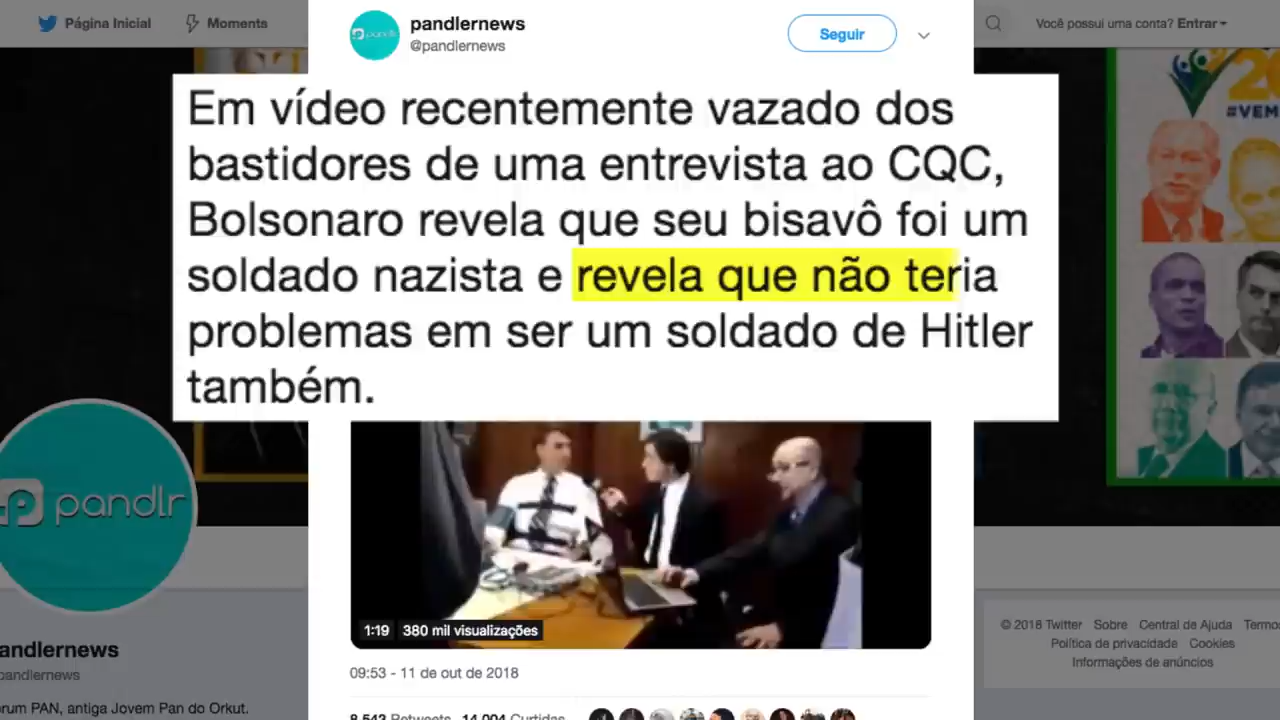 Página Inicial
Moments
pandlernews
@pandlernews
Seguir
Você possui uma conta? Entrar
Em vídeo recentemente vazado dos
bastidores de uma entrevista ao CQC,
Bolsonaro revela que seu bisavô foi um
soldado nazista e revela que não teria
problemas em ser um soldado de Hitler
também.
#VEM
pandlr
pandlr
1:19 380 mil visualizações
09:53 - 11 de out de 2018
8.543 Retweets 14.004 Curtidas
andlernews
pandlernews
órum PAN, antiga Jovem Pan do Orkut.
© 2018 Twitter Sobre Central de Ajuda Termos
Política de privacidade Cookies
Informações de anúncios